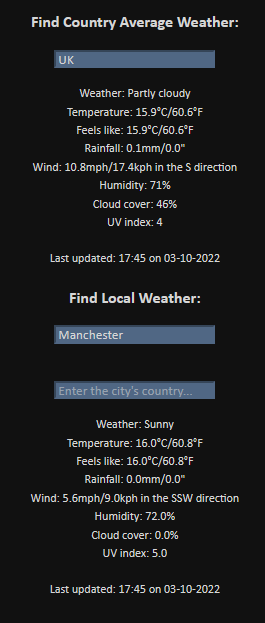 Find Country Average Weather:
UK
Weather: Partly cloudy
Temperature: 15.9°C/60.6°F
Feels like: 15.9°C/60.6°F
Rainfall: 0.1mm/0.0"
Wind: 10.8mph/17.4kph in the S direction
Humidity: 71%
Cloud cover: 46%
UV index: 4
Last updated: 17:45 on 03-10-2022
Find Local Weather:
Manchester
Enter the city's country...
Weather: Sunny
Temperature: 16.0°C/60.8°F
Feels like: 16.0°C/60.8°F
Rainfall: 0.0mm/0.0"
Wind: 5.6mph/9.0kph in the SSW direction
Humidity: 72.0%
Cloud cover: 0.0%
UV index: 5.0
Last updated: 17:45 on 03-10-2022